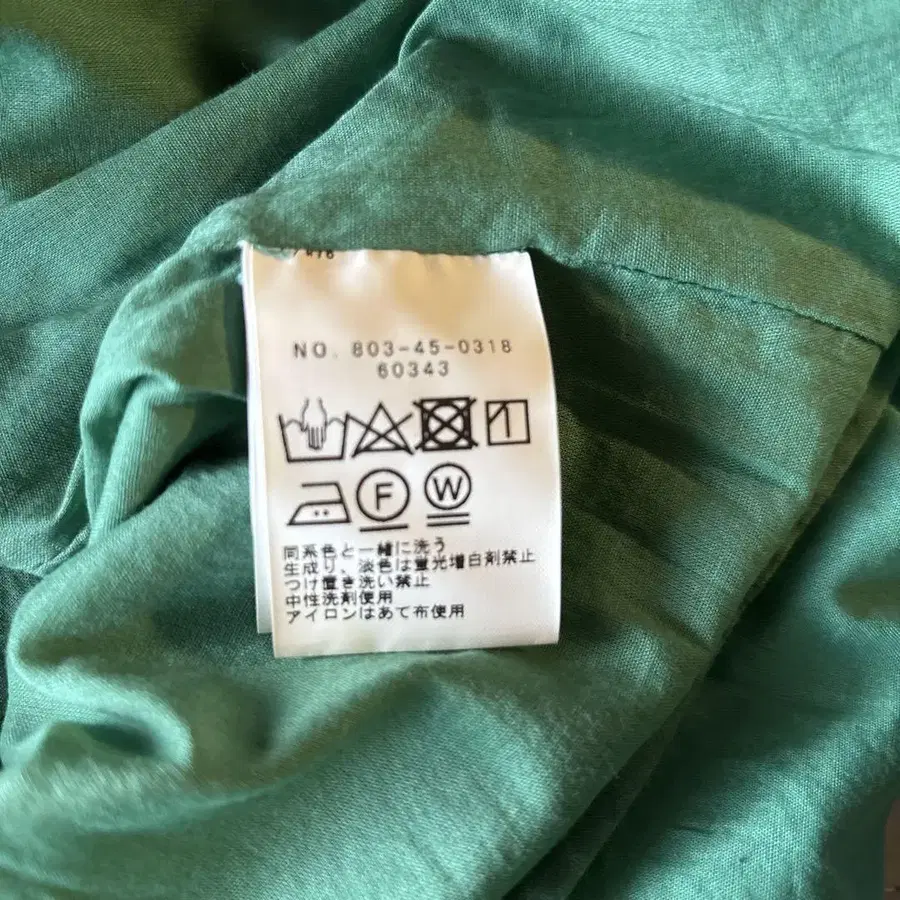 NO. 803-45-0318
60343
F W
同系色と一緒に洗う
生成り、淡色は蛍光増白剤禁止
つけ置き洗い禁止
中性洗剤使用
アイロンはあて布使用